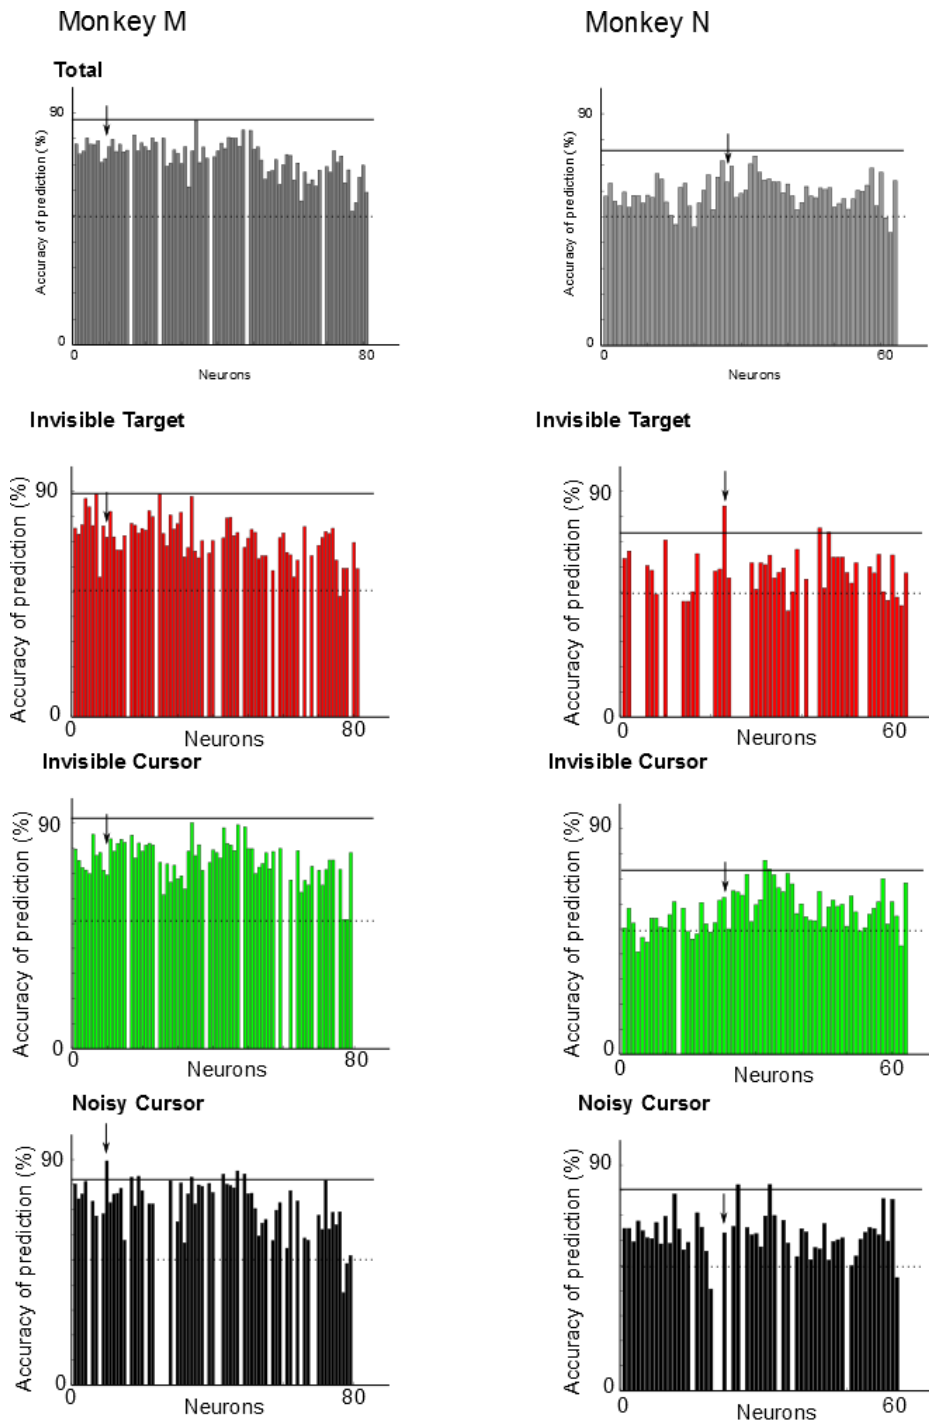 Monkey M
Monkey N
Total
90
Accuracy of prediction (%)
0
0
80
Neurons
90
Accuracy of prediction (%)
0
0
60
Neurons
Invisible Target
90
Accuracy of prediction (%)
0
0
80
Neurons
Invisible Target
90
Accuracy of prediction (%)
0
0
60
Neurons
Invisible Cursor
90
Accuracy of prediction (%)
0
0
80
Neurons
Invisible Cursor
90
Accuracy of prediction (%)
0
0
60
Neurons
Noisy Cursor
90
Accuracy of prediction (%)
0
0
80
Neurons
Noisy Cursor
90
Accuracy of prediction (%)
0
0
60
Neurons